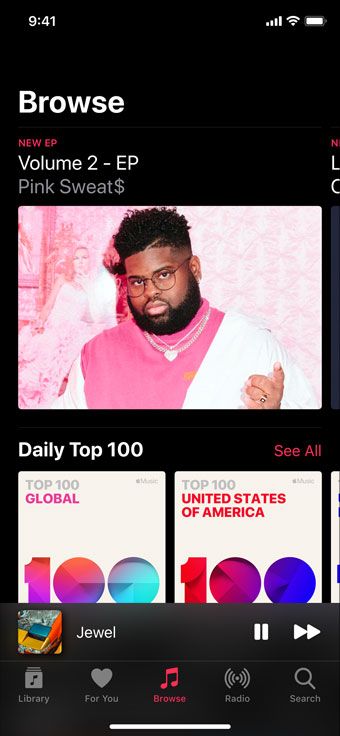 9:41
Browse
NEW EP
Volume 2 - EP
Pink Sweat$
Daily Top 100
See All
TOP 100
GLOBAL
Music
100
TOP 100
UNITED STATES
OF AMERICA
Music
100
Jewel
Library
For You
Browse
Radio
Search